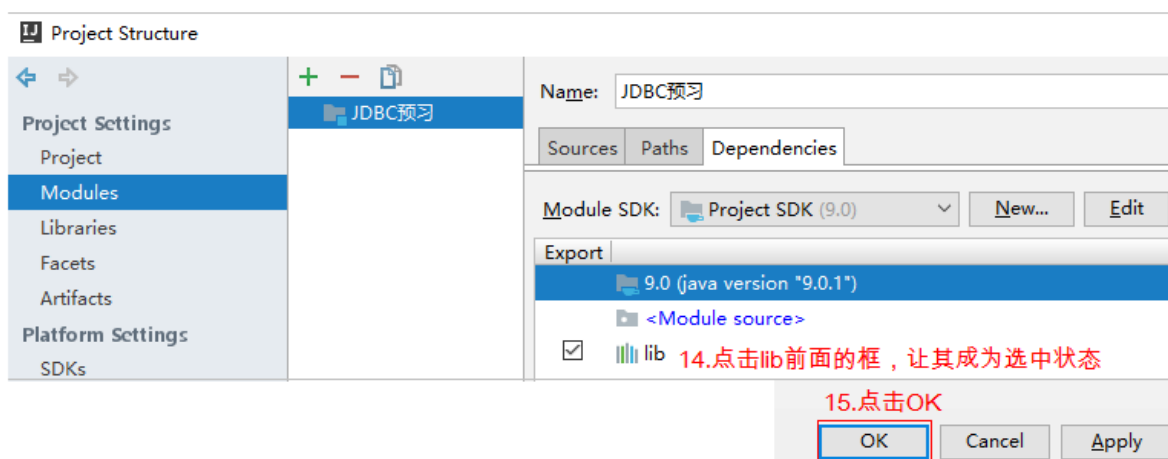 Project Structure
Project Settings
Project
Modules
Libraries
Facets
Artifacts
Platform Settings
SDKs
JDBC预习
Name: JDBC预习
Sources Paths Dependencies
Module SDK: Project SDK (9.0) New... Edit
Export
9.0 (java version "9.0.1")
<Module source>
lib 14.点击lib前面的框，让其成为选中状态
15.点击OK
OK Cancel Apply